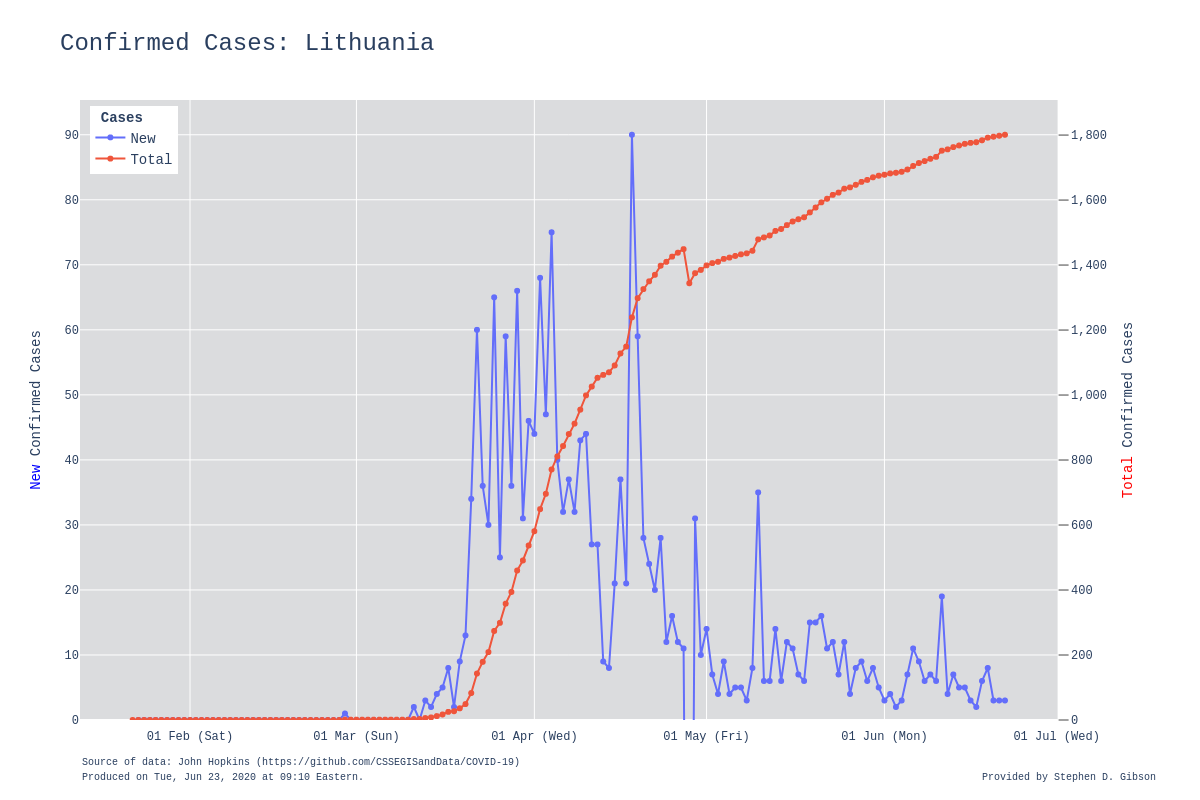 Confirmed Cases: Lithuania
Cases
New
Total
90
80
70
60
50
40
30
20
10
0
New Confirmed Cases
1,800
1,600
1,400
1,200
1,000
800
600
400
200
0
Total Confirmed Cases
01 Feb (Sat) 01 Mar (Sun) 01 Apr (Wed) 01 May (Fri) 01 Jun (Mon) 01 Jul (Wed)
Source of data: John Hopkins (https://github.com/CSSEGISandData/COVID-19)
Produced on Tue, Jun 23, 2020 at 09:10 Eastern.
Provided by Stephen D. Gibson